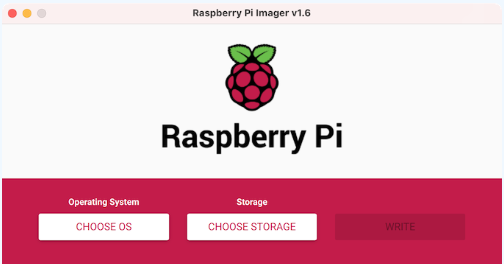 Raspberry Pi Imager v1.6
Raspberry Pi
Operating System
Storage
CHOOSE OS
CHOOSE STORAGE
WRITE